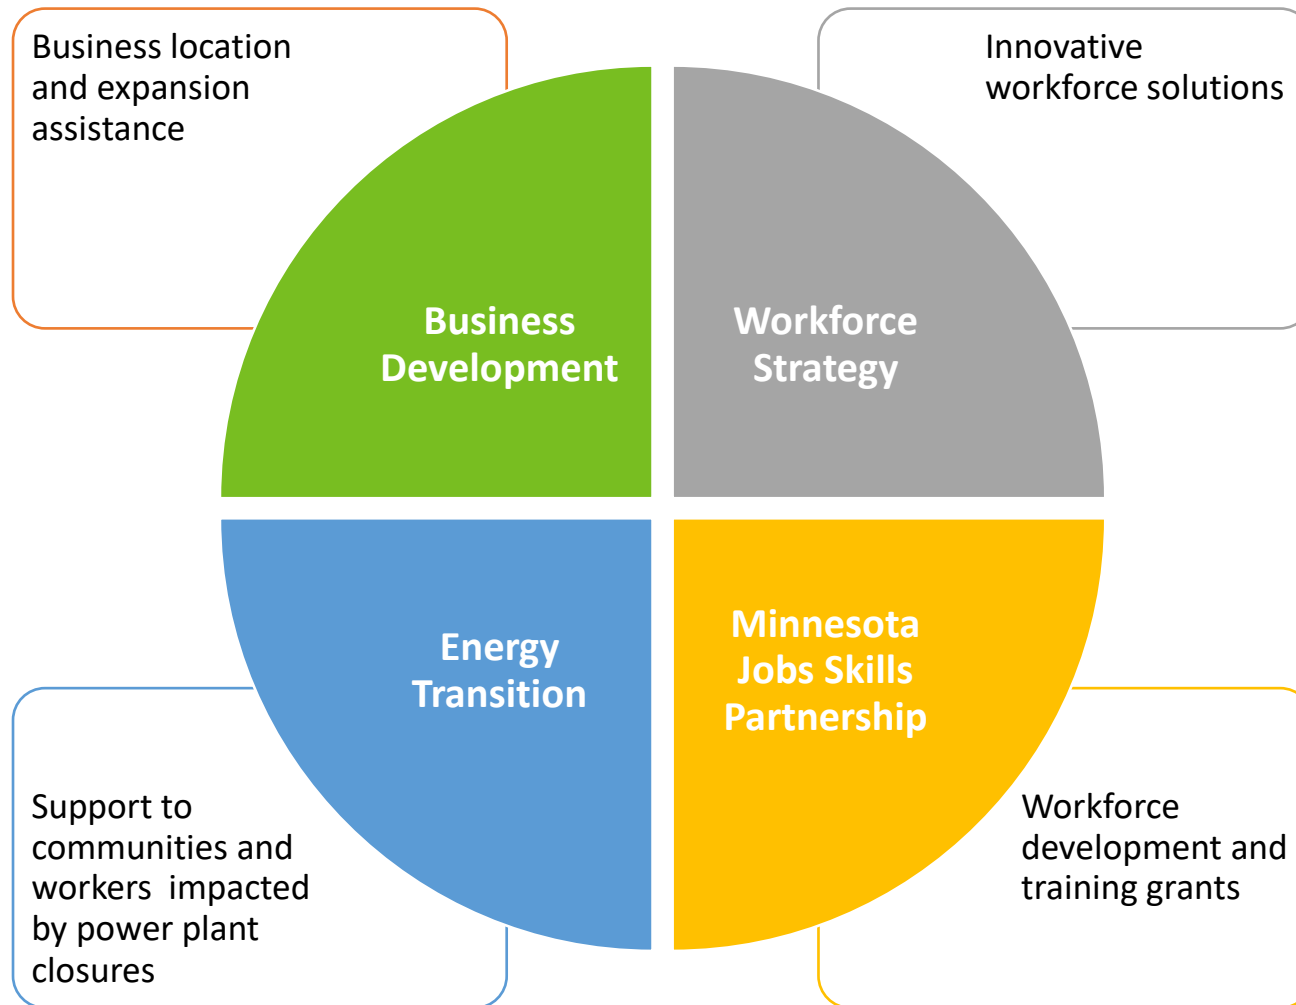 Business location
and expansion
assistance
Innovative
workforce solutions
Business
Development
Workforce
Strategy
Energy
Transition
Minnesota
Jobs Skills
Partnership
Support to
communities and
workers  impacted
by power plant
closures
Workforce
development and
training grants